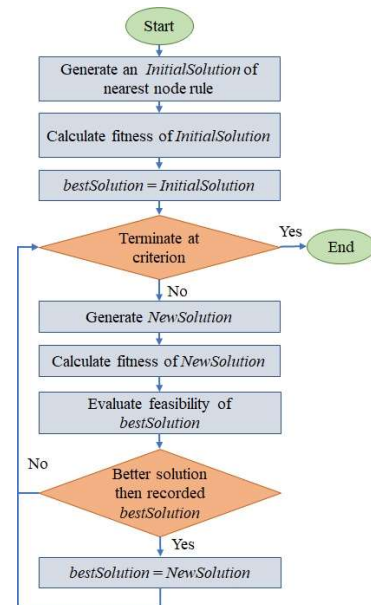 Start
Generate an InitialSolution of
nearest node rule
Calculate fitness of InitialSolution
bestSolution = InitialSolution
Terminate at
criterion
Yes
End
No
Generate NewSolution
Calculate fitness of NewSolution
Evaluate feasibility of
bestSolution
No
Better solution
then recorded
bestSolution
Yes
bestSolution = NewSolution